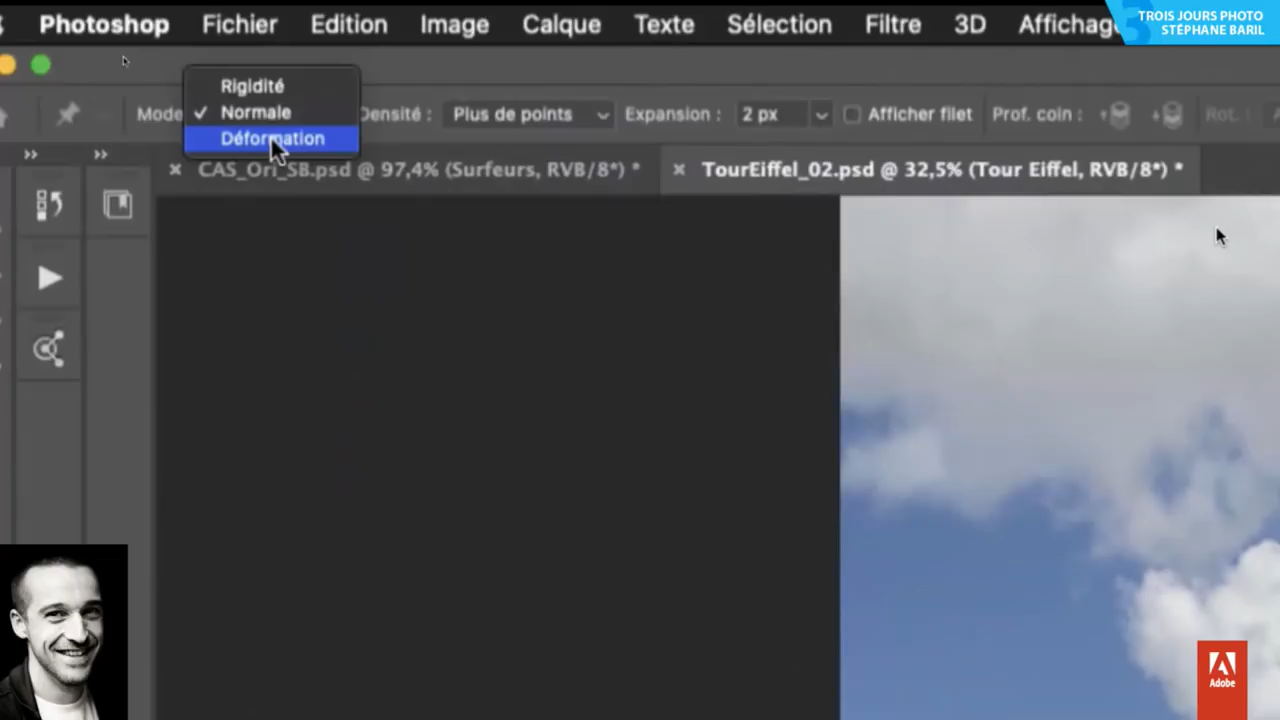 Photoshop Fichier Edition Image Calque Texte Sélection Filtre 3D Affichage
TROIS JOURS PHOTO
STÉPHANE BARIL
Rigidité
Mode
Normale
Densité : Plus de points Expansion : 2 px Afficher filet Prof. coin : Rot. :
Déformation
CAS_Ori_SB.psd @ 97,4% (Surfeurs, RVB/8*) * TourEiffel_02.psd @ 32,5% (Tour Eiffel, RVB/8*) *
Adobe